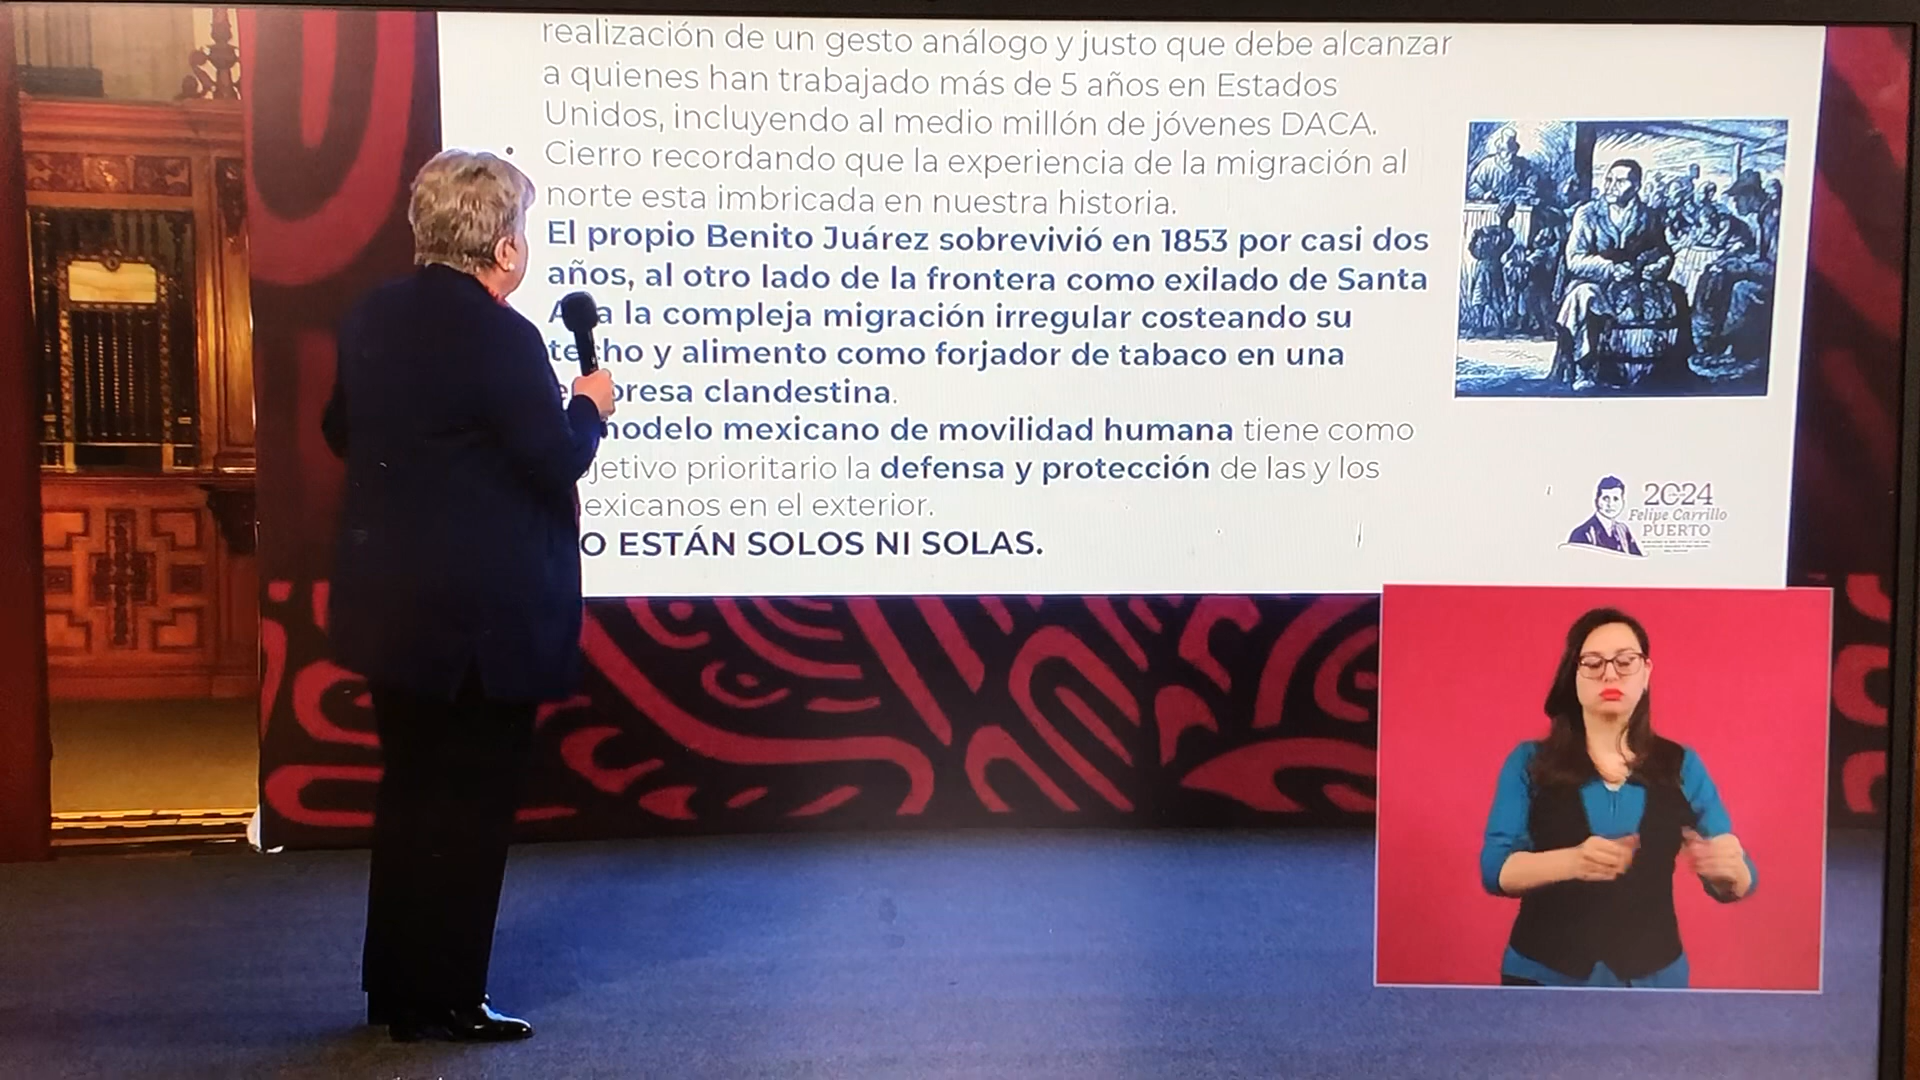 realización de un gesto análogo y justo que debe alcanzar
a quienes han trabajado más de 5 años en Estados
Unidos, incluyendo al medio millón de jóvenes DACA.
• Cierro recordando que la experiencia de la migración al
norte esta imbricada en nuestra historia.
El propio Benito Juárez sobrevivió en 1853 por casi dos
años, al otro lado de la frontera como exilado de Santa
a la compleja migración irregular costeando su
y alimento como forjador de tabaco en una
clandestina.
modelo mexicano de movilidad humana tiene como
prioritario la defensa y protección de las y los
en el exterior.
ESTÁN SOLOS NI SOLAS.
2024
Felipe Carrillo
PUERTO